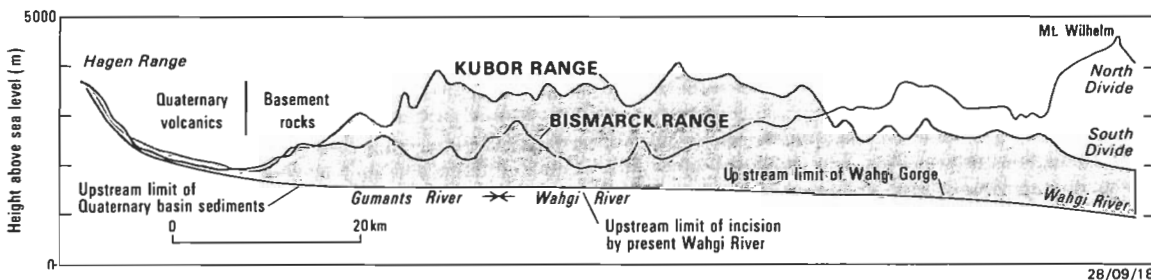 5000
Height above sea level (m)
0
Hagen Range
Quaternary
volcanics
Basement
rocks
KUBOR RANGE
BISMARCK RANGE
Mt. Wilhelm
North
Divide
South
Divide
Upstream limit of
Quaternary basin sediments
Gumants River
Wahgi River
Upstream limit of incision
by present Wahgi River
Upstream limit of Wahgi Gorge
Wahgi River
0
20 km
28/09/18